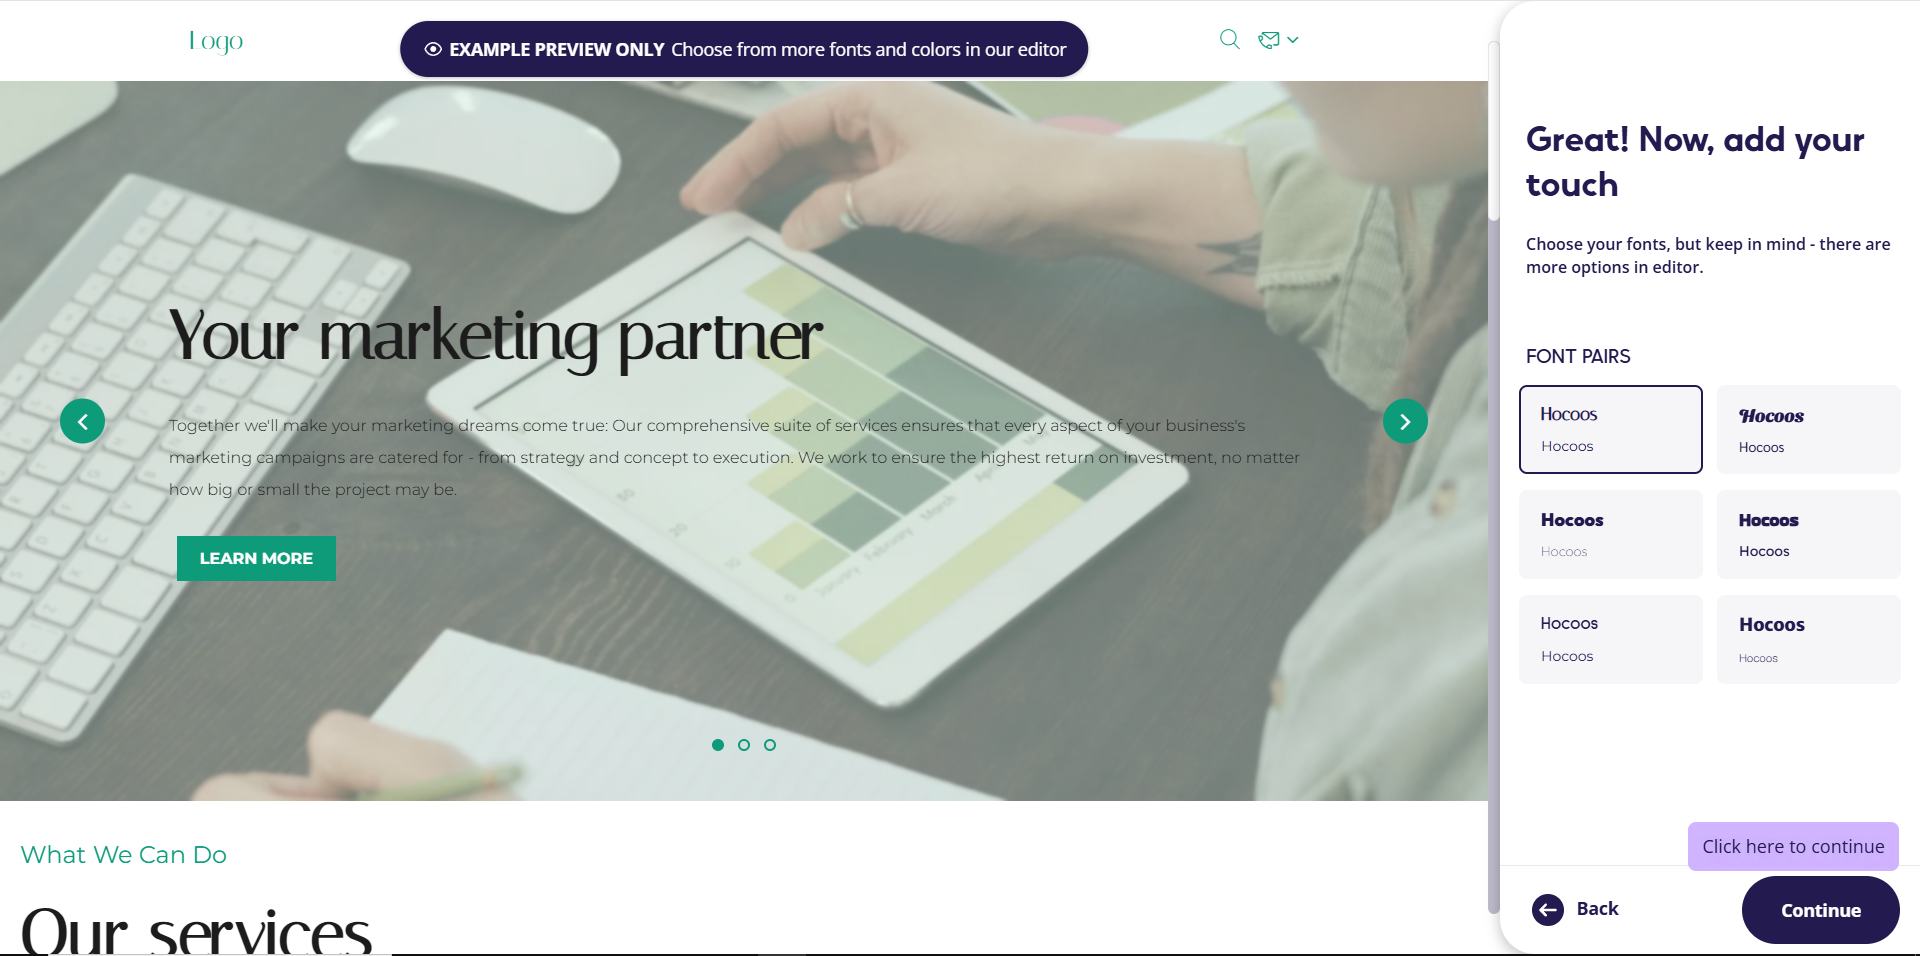 Logo
EXAMPLE PREVIEW ONLY Choose from more fonts and colors in our editor
Your marketing partner
Together we'll make your marketing dreams come true: Our comprehensive suite of services ensures that every aspect of your business's
marketing campaigns are catered for - from strategy and concept to execution. We work to ensure the highest return on investment, no matter
how big or small the project may be.
LEARN MORE
January
February
March
What We Can Do
Our services
Great! Now, add your
touch
Choose your fonts, but keep in mind - there are
more options in editor.
FONT PAIRS
Hocoos
Hocoos
Hocoos
Hocoos
Hocoos
Hocoos
Hocoos
Hocoos
Hocoos
Hocoos
Hocoos
Hocoos
Click here to continue
Back
Continue